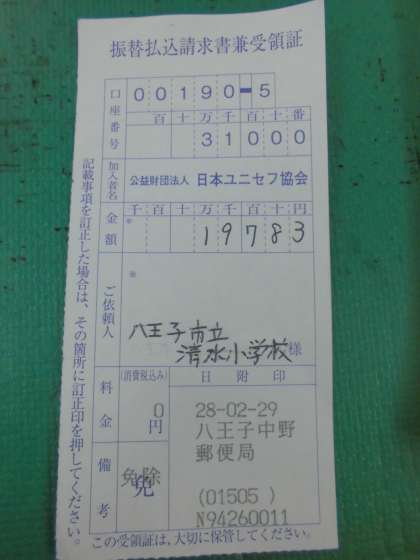 振替払込請求書兼受領証
口座番号
00190-5
百十万千百十番
31000
加入者名
公益財団法人 日本ユニセフ協会
金額
千百十万千百十円
※
19783
ご依頼人
※
八王子市立
清水小学校様
料金
(消費税込み)
0
円
日附印
28-02-29
八王子中野
郵便局
(01505 )
N94260011
備考
免除
この受領証は、大切に保管してください。
記載事項を訂正した場合は、その箇所に訂正印を押してください。